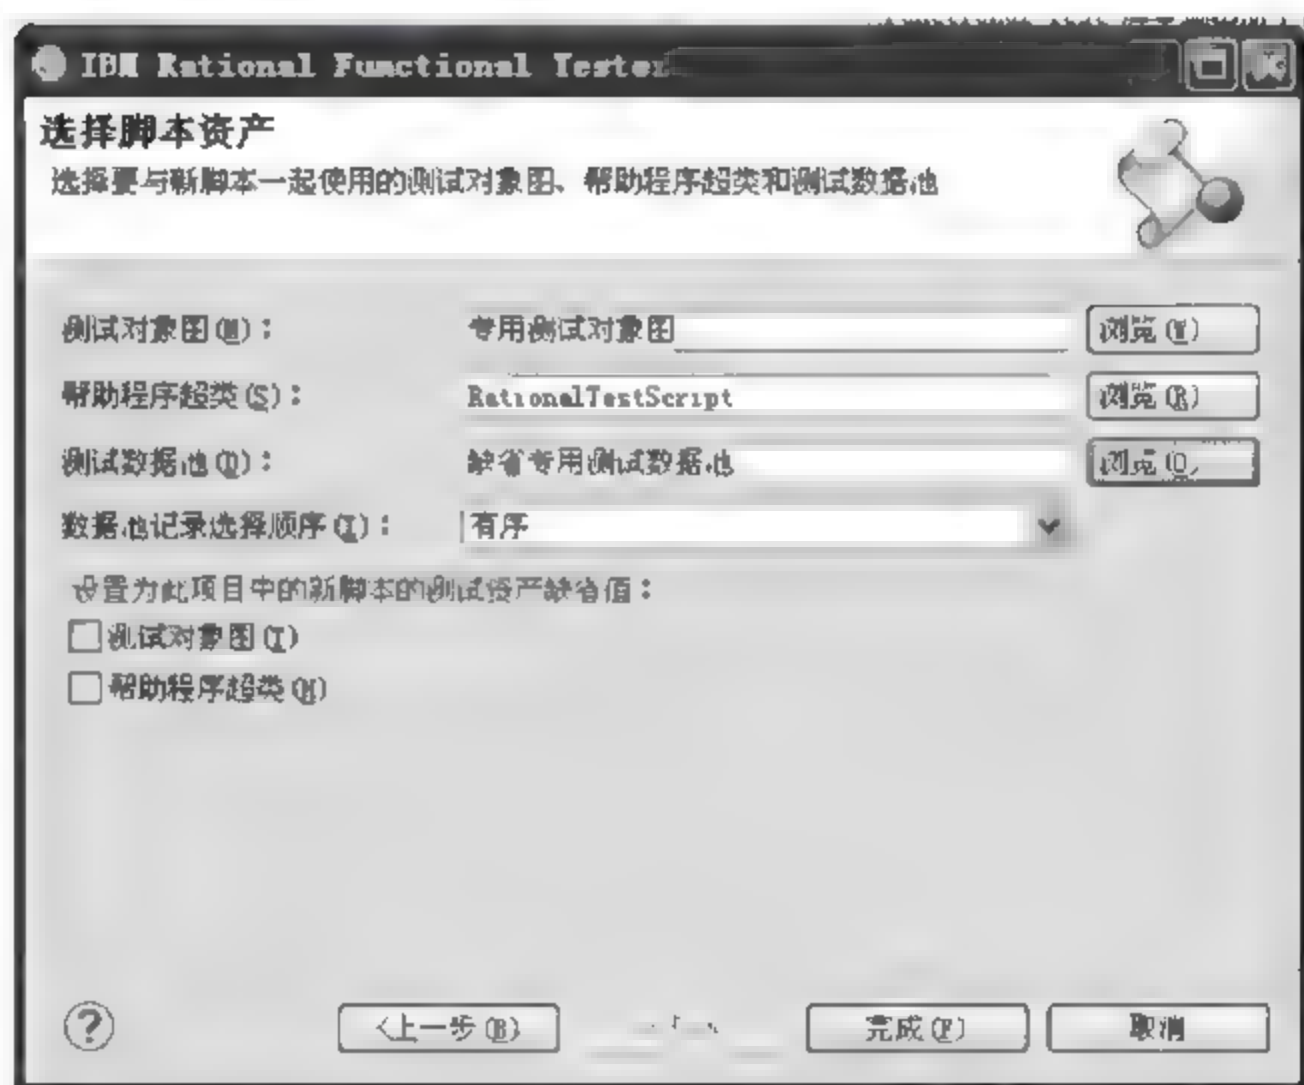 IBM Rational Functional Tester
选择脚本资产
选择要与新脚本一起使用的测试对象图、帮助程序超类和测试数据池
测试对象图(M)： 专用测试对象图 浏览(W)
帮助程序超类(S)： RationalTestScript 浏览(R)
测试数据池(D)： 缺省专用测试数据池 浏览(O)
数据池记录选择顺序(I)： 有序
设置为此项目中的新脚本的测试资产缺省值：
测试对象图(T)
帮助程序超类(H)
<上一步(B) 完成(F) 取消